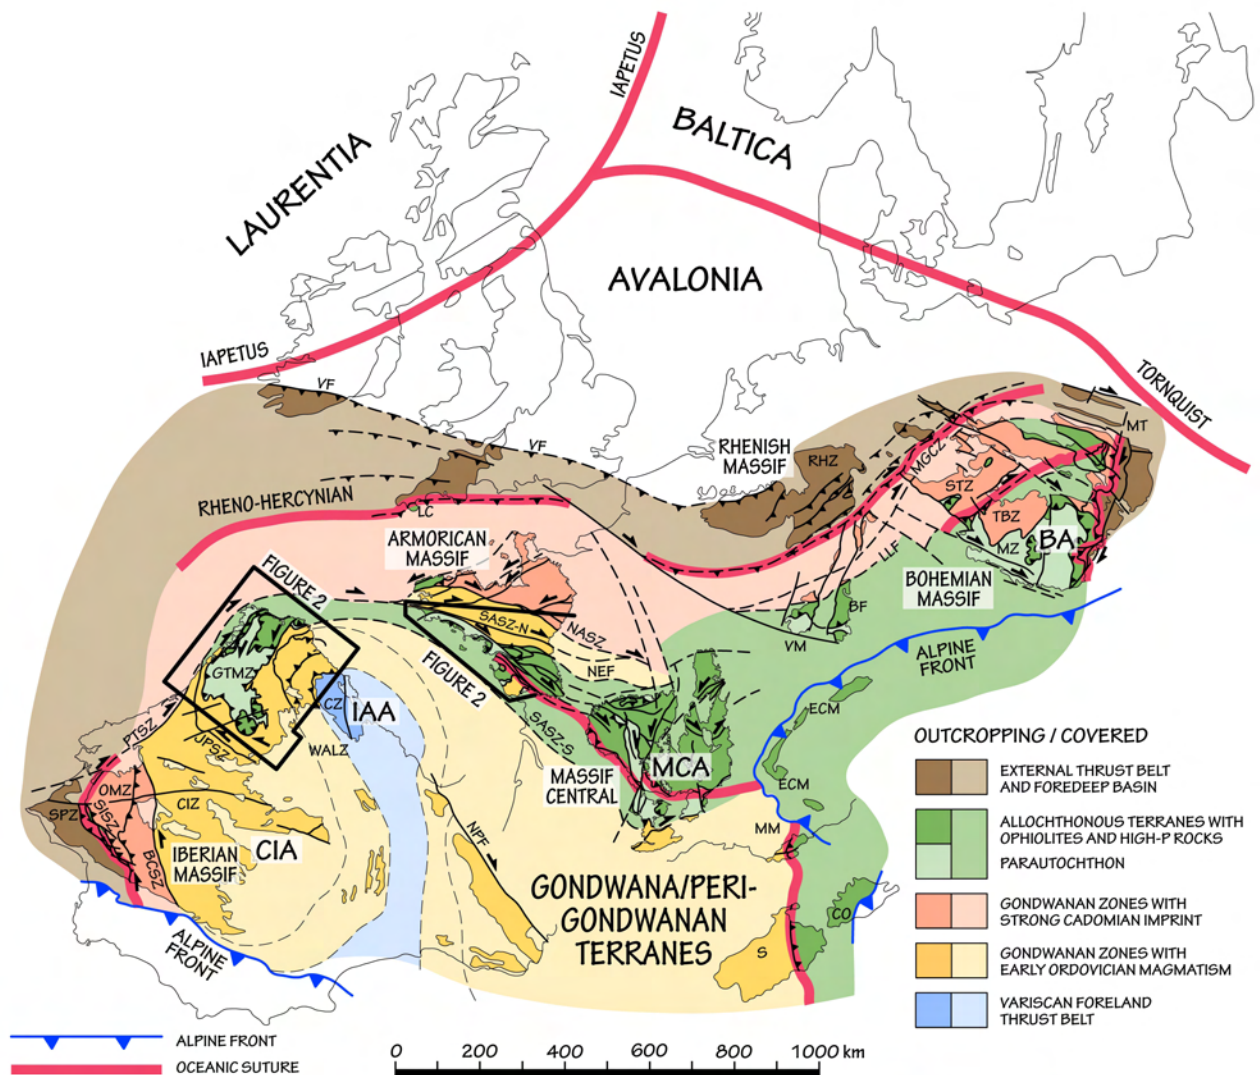 IAPETUS
BALTICA
LAURENTIA
AVALONIA
IAPETUS
TORNQUIST
VF
VF
RHENISH
MASSIF
RHZ
MT
MGCZ
STZ
TBZ
MZ
BA
RHENO-HERCYNIAN
LC
ARMORICAN
MASSIF
LLF
BOHEMIAN
MASSIF
FIGURE 2
SASZ-N
NASZ
BF
VM
NEF
ALPINE
FRONT
GTMZ
FIGURE 2
CZ
IAA
SASZ-S
ECM
PTSZ
UPSZ
WALZ
MASSIF
CENTRAL
MCA
ECM
OMZ
SPZ
SISZ
CIZ
MM
IBERIAN
MASSIF
CIA
BCSZ
NPF
GONDWANA/PERI-
GONDWANAN
TERRANES
CO
S
ALPINE
FRONT
OUTCROPPING / COVERED
EXTERNAL THRUST BELT
AND FOREDEEP BASIN
ALLOCHTHONOUS TERRANES WITH
OPHIOLITES AND HIGH-P ROCKS
PARAUTOCHTHON
GONDWANAN ZONES WITH
STRONG CADOMIAN IMPRINT
GONDWANAN ZONES WITH
EARLY ORDOVICIAN MAGMATISM
VARISCAN FORELAND
THRUST BELT
ALPINE FRONT
OCEANIC SUTURE
0 200 400 600 800 1000 km